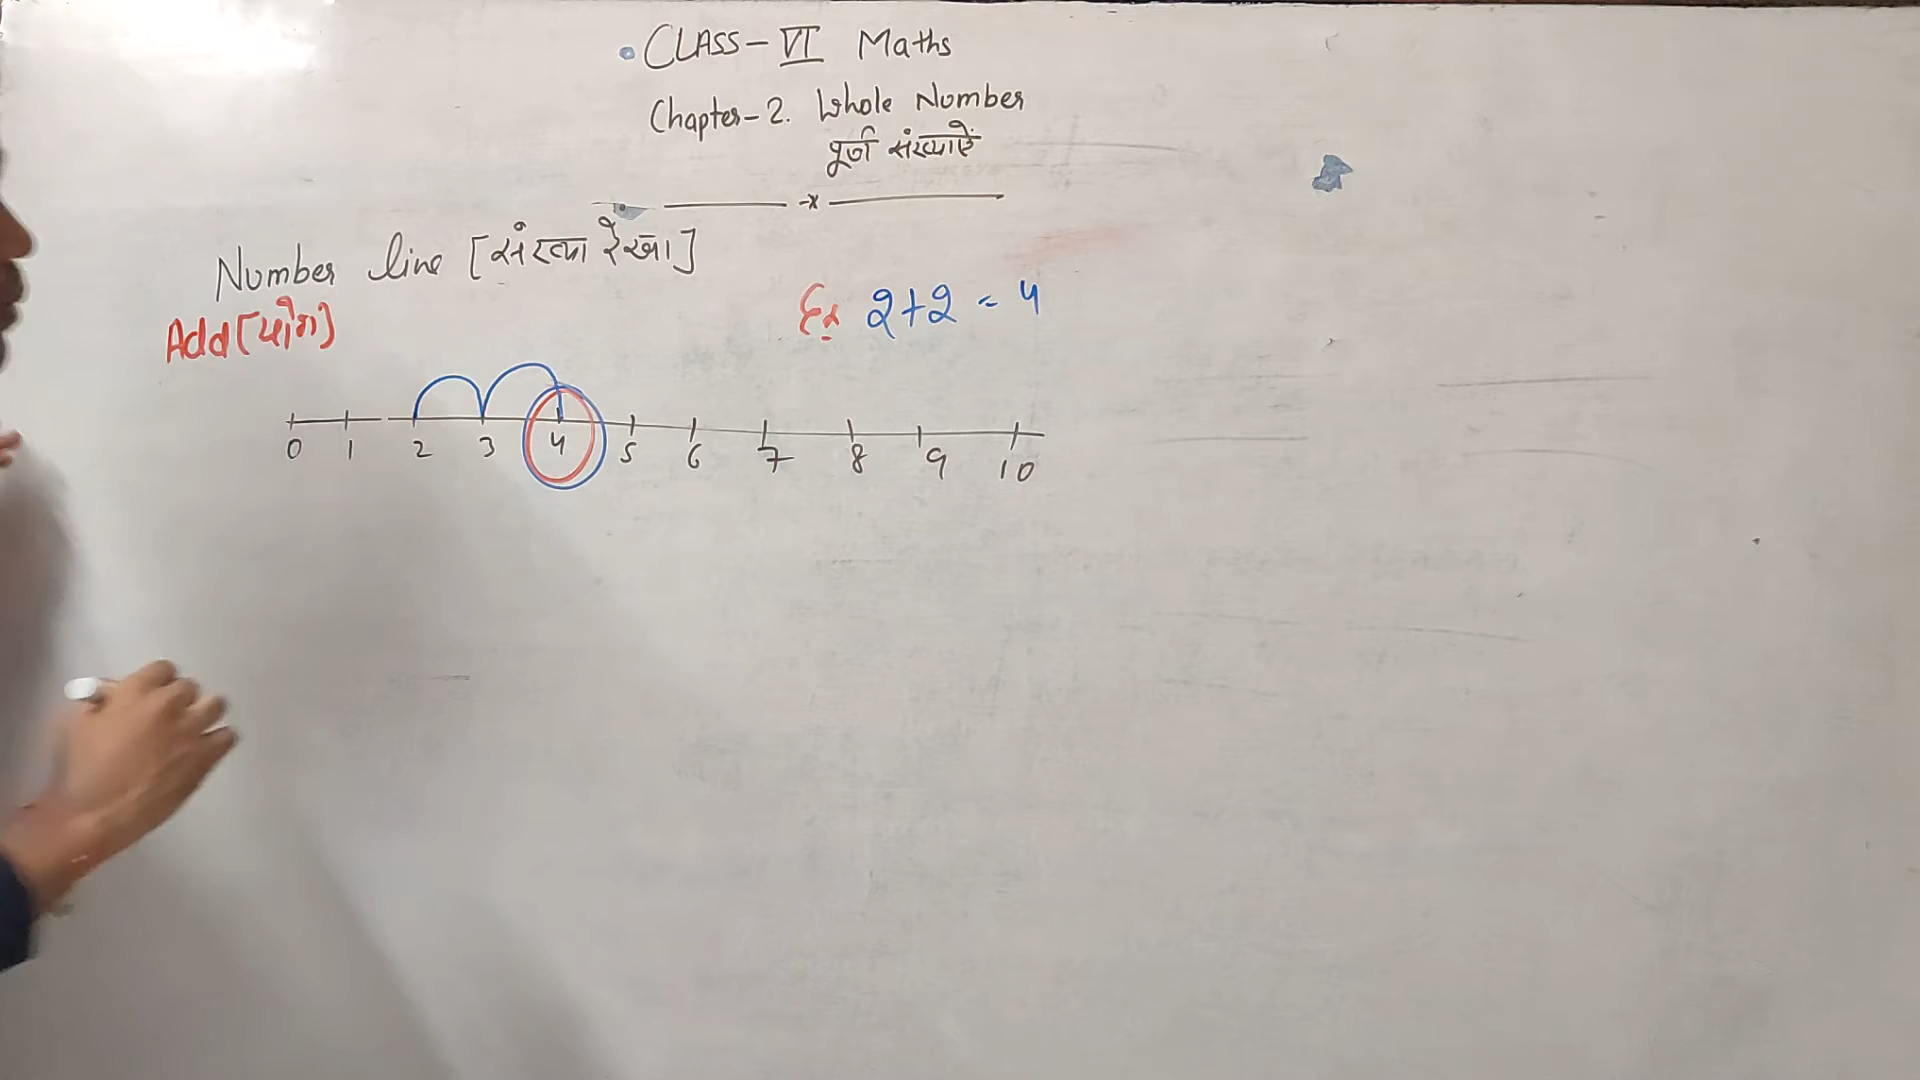 CLASS-VI Maths
Chapter-2. Whole Number
पूर्ण संख्याएँ
Number line [संख्या रेखा]
Add [योग]
Ex 2+2 = 4
0 1 2 3 4 5 6 7 8 9 10